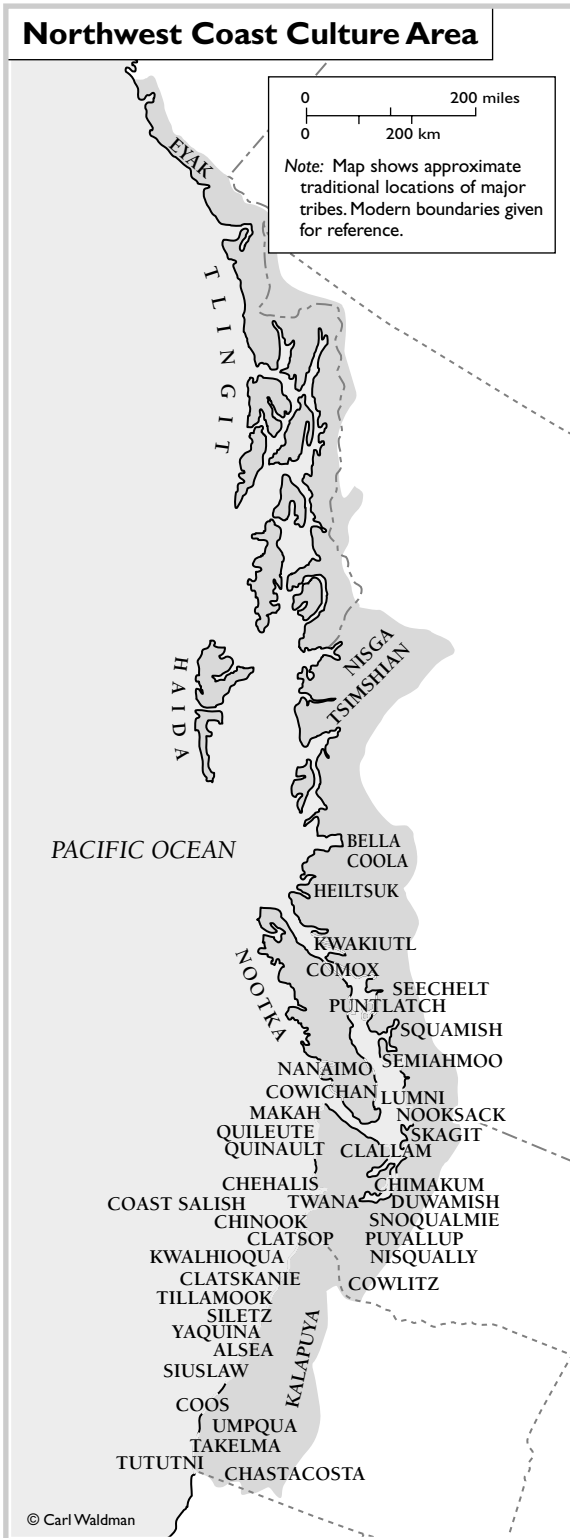 Northwest Coast Culture Area
0 200 miles
0 200 km
Note: Map shows approximate
traditional locations of major
tribes. Modern boundaries given
for reference.
EYAK
TLINGIT
NISGA
TSIMSHIAN
HAIDA
PACIFIC OCEAN
BELLA
COOLA
HEILTSUK
KWAKIUTL
COMOX
NOOTKA
SEECHELT
PUNTLATCH
SQUAMISH
SEMIAHMOO
NANAIMO
COWICHAN
LUMNI
MAKAH
NOOKSACK
QUILEUTE
SKAGIT
QUINAULT
CLALLAM
CHEHALIS
CHIMAKUM
COAST SALISH
TWANA
DUWAMISH
CHINOOK
SNOQUALMIE
CLATSOP
PUYALLUP
KWALHIOQUA
NISQUALLY
CLATSKANIE
COWLITZ
TILLAMOOK
SILETZ
YAQUINA
ALSEA
KALAPUYA
SIUSLAW
COOS
UMPQUA
TAKELMA
TUTUTNI
CHASTACOSTA
© Carl Waldman